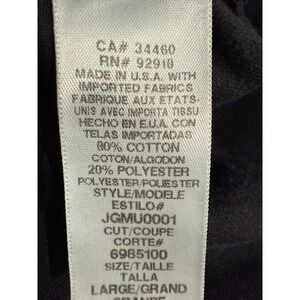 CA# 34460
RN# 92918
MADE IN U.S.A. WITH
IMPORTED FABRICS
FABRIQUE AUX ETATS-
UNIS AVEC IMPORTA TISSU
HECHO EN E.U.A. CON
TELAS IMPORTADAS
80% COTTON
COTON/ALGODON
20% POLYESTER
POLYESTER/POLIESTER
STYLE/MODELE
ESTILO#
JGMU0001
CUT/COUPE
CORTE#
6985100
SIZE/TAILLE
TALLA
LARGE/GRAND
GRANDE